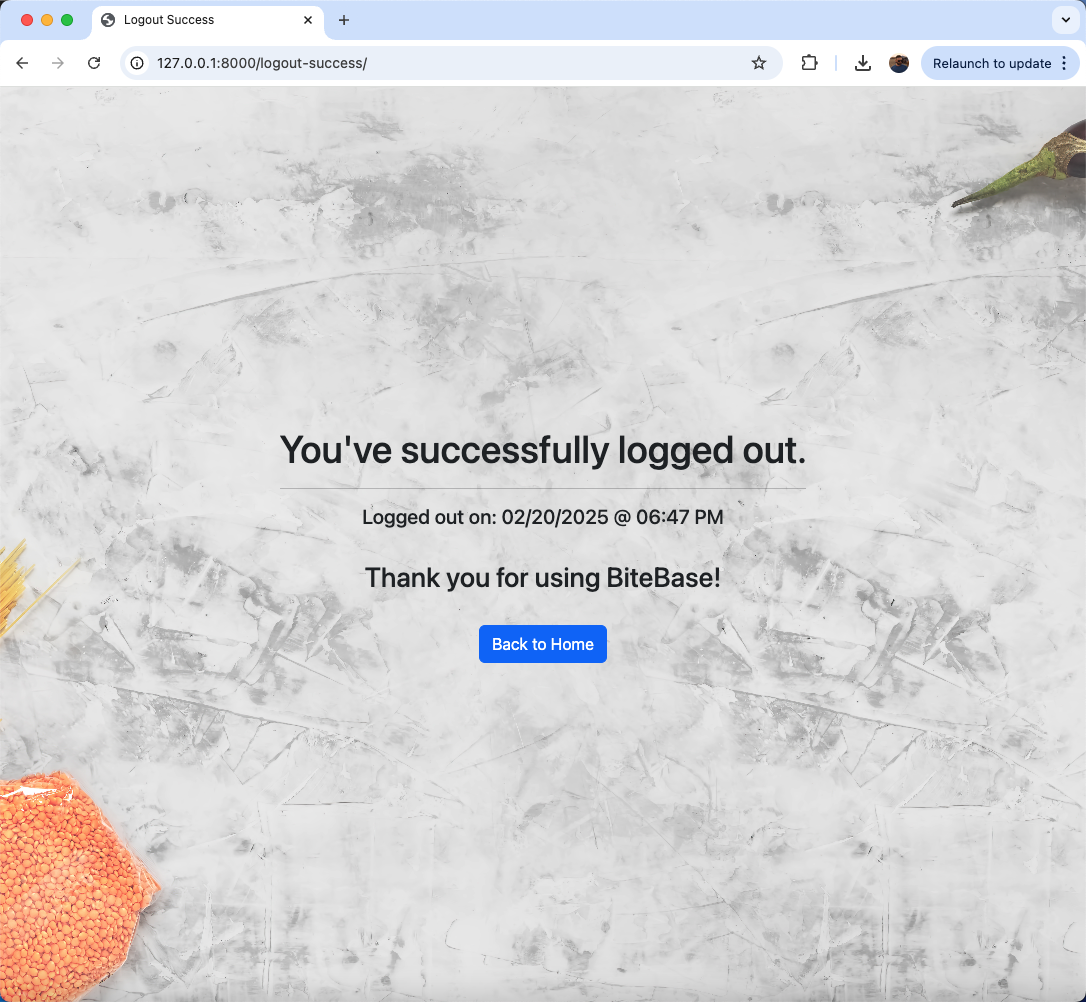 Logout Success
127.0.0.1:8000/logout-success/
Relaunch to update
You've successfully logged out.
Logged out on: 02/20/2025 @ 06:47 PM
Thank you for using BiteBase!
Back to Home